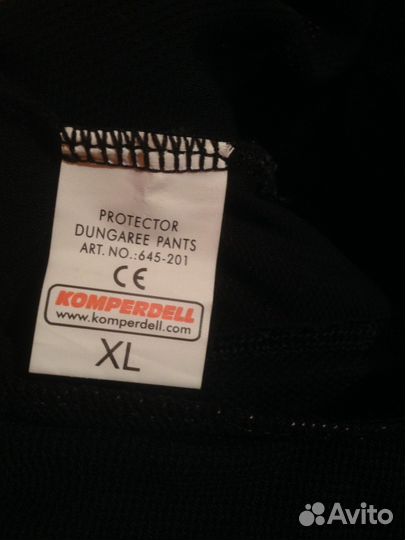 PROTECTOR
DUNGAREE PANTS
ART. NO.:645-201
CE
KOMPERDELL
www.komperdell.com
XL
Avito